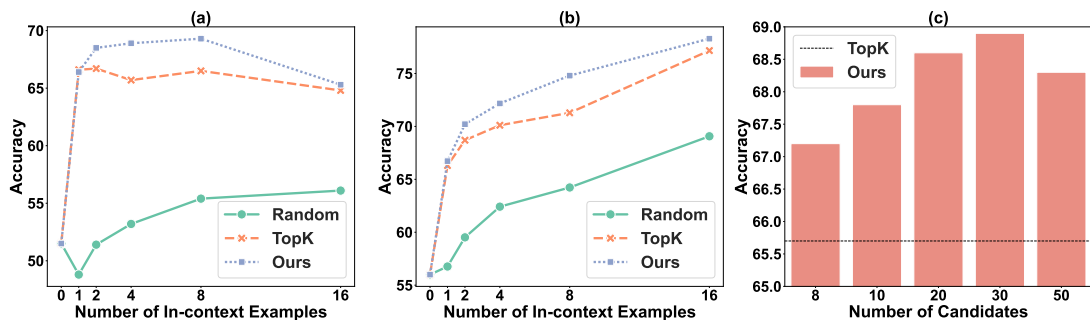 (a)
70
65
60
55
50
Accuracy
Random
TopK
Ours
0 1 2 4 8 16
Number of In-context Examples
(b)
75
70
65
60
55
Accuracy
Random
TopK
Ours
0 1 2 4 8 16
Number of In-context Examples
(c)
69.0
68.5
68.0
67.5
67.0
66.5
66.0
65.5
65.0
Accuracy
TopK
Ours
8 10 20 30 50
Number of Candidates